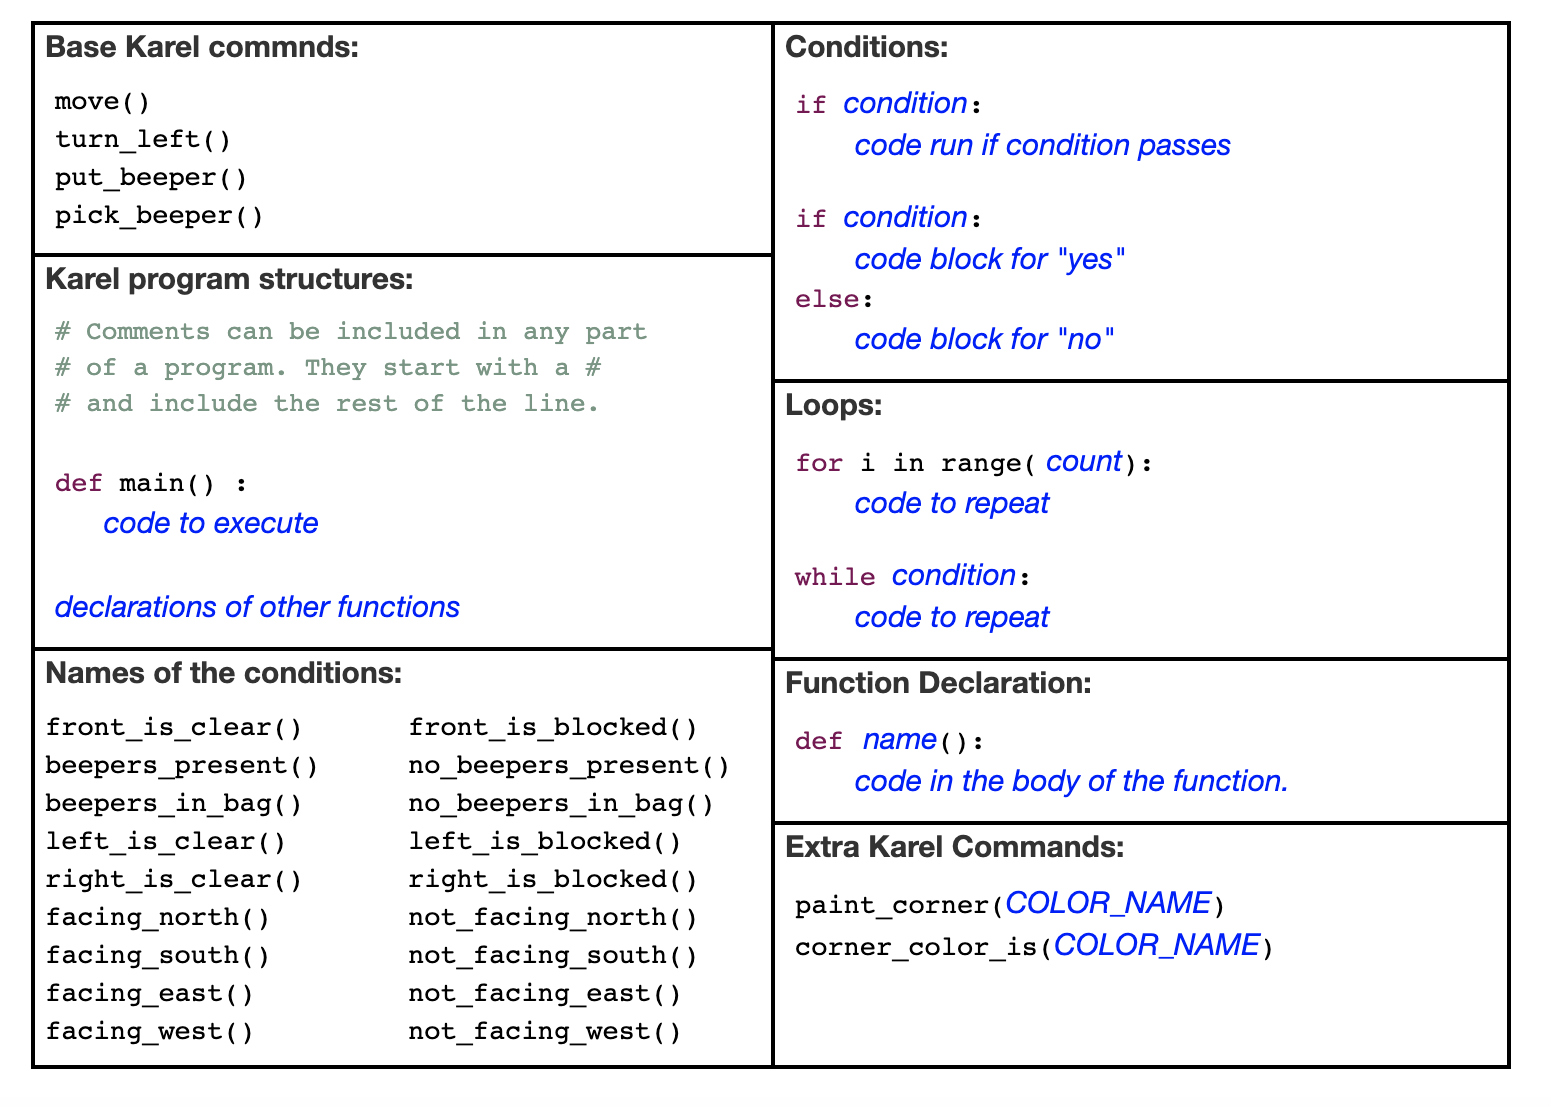 Base Karel commnds:
move()
turn_left()
put_beeper()
pick_beeper()
Karel program structures:
# Comments can be included in any part
# of a program. They start with a #
# and include the rest of the line.
def main() :
code to execute
declarations of other functions
Names of the conditions:
front_is_clear() front_is_blocked()
beepers_present() no_beepers_present()
beepers_in_bag() no_beepers_in_bag()
left_is_clear() left_is_blocked()
right_is_clear() right_is_blocked()
facing_north() not_facing_north()
facing_south() not_facing_south()
facing_east() not_facing_east()
facing_west() not_facing_west()
Conditions:
if condition:
code run if condition passes
if condition:
code block for "yes"
else:
code block for "no"
Loops:
for i in range( count):
code to repeat
while condition:
code to repeat
Function Declaration:
def name():
code in the body of the function.
Extra Karel Commands:
paint_corner(COLOR_NAME)
corner_color_is(COLOR_NAME)